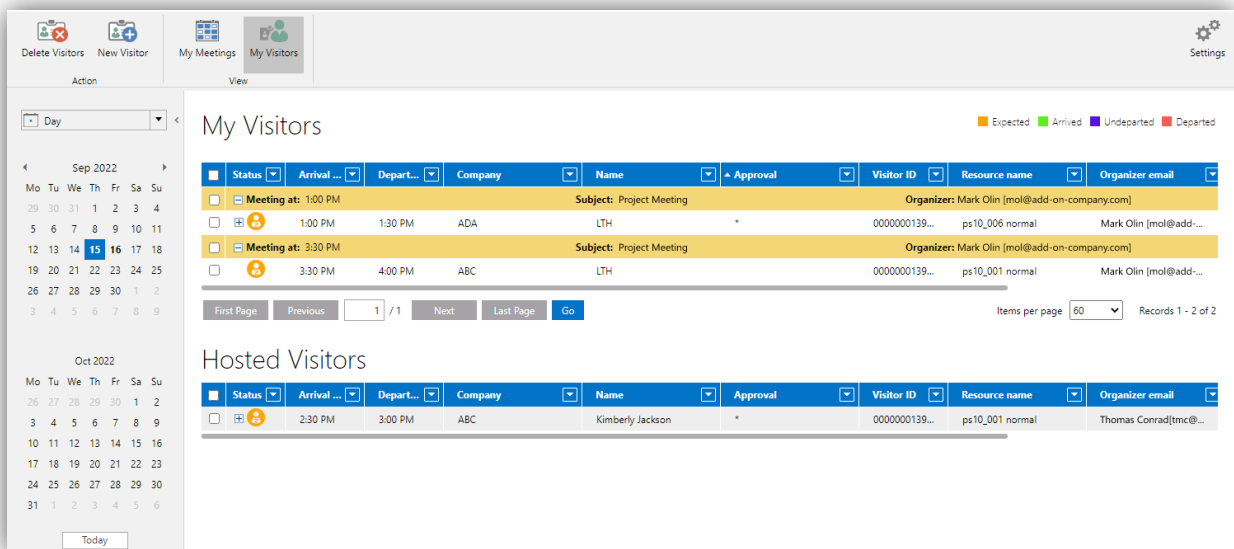 Delete Visitors New Visitor My Meetings My Visitors Settings
Action View
Day
My Visitors
Expected Arrived Undeparted Departed
Sep 2022
Mo Tu We Th Fr Sa Su
29 30 31 1 2 3 4
5 6 7 8 9 10 11
12 13 14 15 16 17 18
19 20 21 22 23 24 25
26 27 28 29 30 1 2
3 4 5 6 7 8 9
Oct 2022
Mo Tu We Th Fr Sa Su
26 27 28 29 30 1 2
3 4 5 6 7 8 9
10 11 12 13 14 15 16
17 18 19 20 21 22 23
24 25 26 27 28 29 30
31 1 2 3 4 5 6
Today
Status Arrival ... Depart... Company Name Approval Visitor ID Resource name Organizer email
Meeting at: 1:00 PM Subject: Project Meeting Organizer: Mark Olin [mol@add-on-company.com]
1:00 PM 1:30 PM ADA LTH * 0000000139... ps10_006 normal Mark Olin [mol@add-...
Meeting at: 3:30 PM Subject: Project Meeting Organizer: Mark Olin [mol@add-on-company.com]
3:30 PM 4:00 PM ABC LTH 0000000139... ps10_001 normal Mark Olin [mol@add-...
First Page Previous 1 / 1 Next Last Page Go Items per page 60 Records 1 - 2 of 2
Hosted Visitors
Status Arrival ... Depart... Company Name Approval Visitor ID Resource name Organizer email
2:30 PM 3:00 PM ABC Kimberly Jackson * 0000000139... ps10_001 normal Thomas Conrad[tmc@...